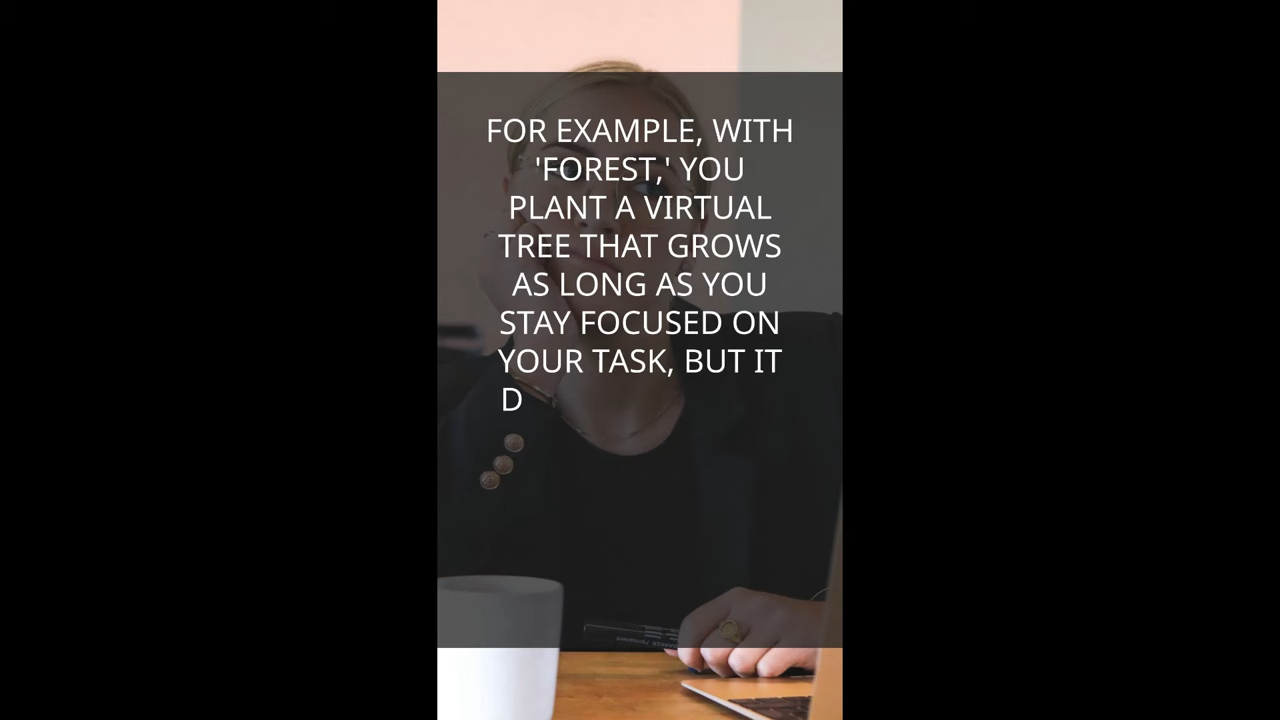 FOR EXAMPLE, WITH
'FOREST,' YOU
PLANT A VIRTUAL
TREE THAT GROWS
AS LONG AS YOU
STAY FOCUSED ON
YOUR TASK, BUT IT
D